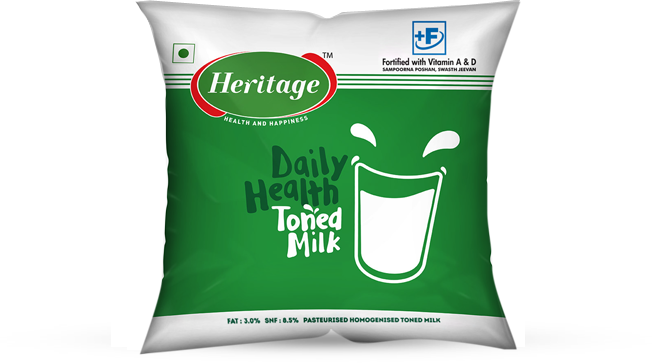 +F
Heritage
TM
HEALTH AND HAPPINESS
Fortified with Vitamin A & D
SAMPOORNA POSHAN, SWASTH JEEVAN
Daily
Health
Toned
Milk
FAT : 3.0% SNF : 8.5% PASTEURISED HOMOGENISED TONED MILK